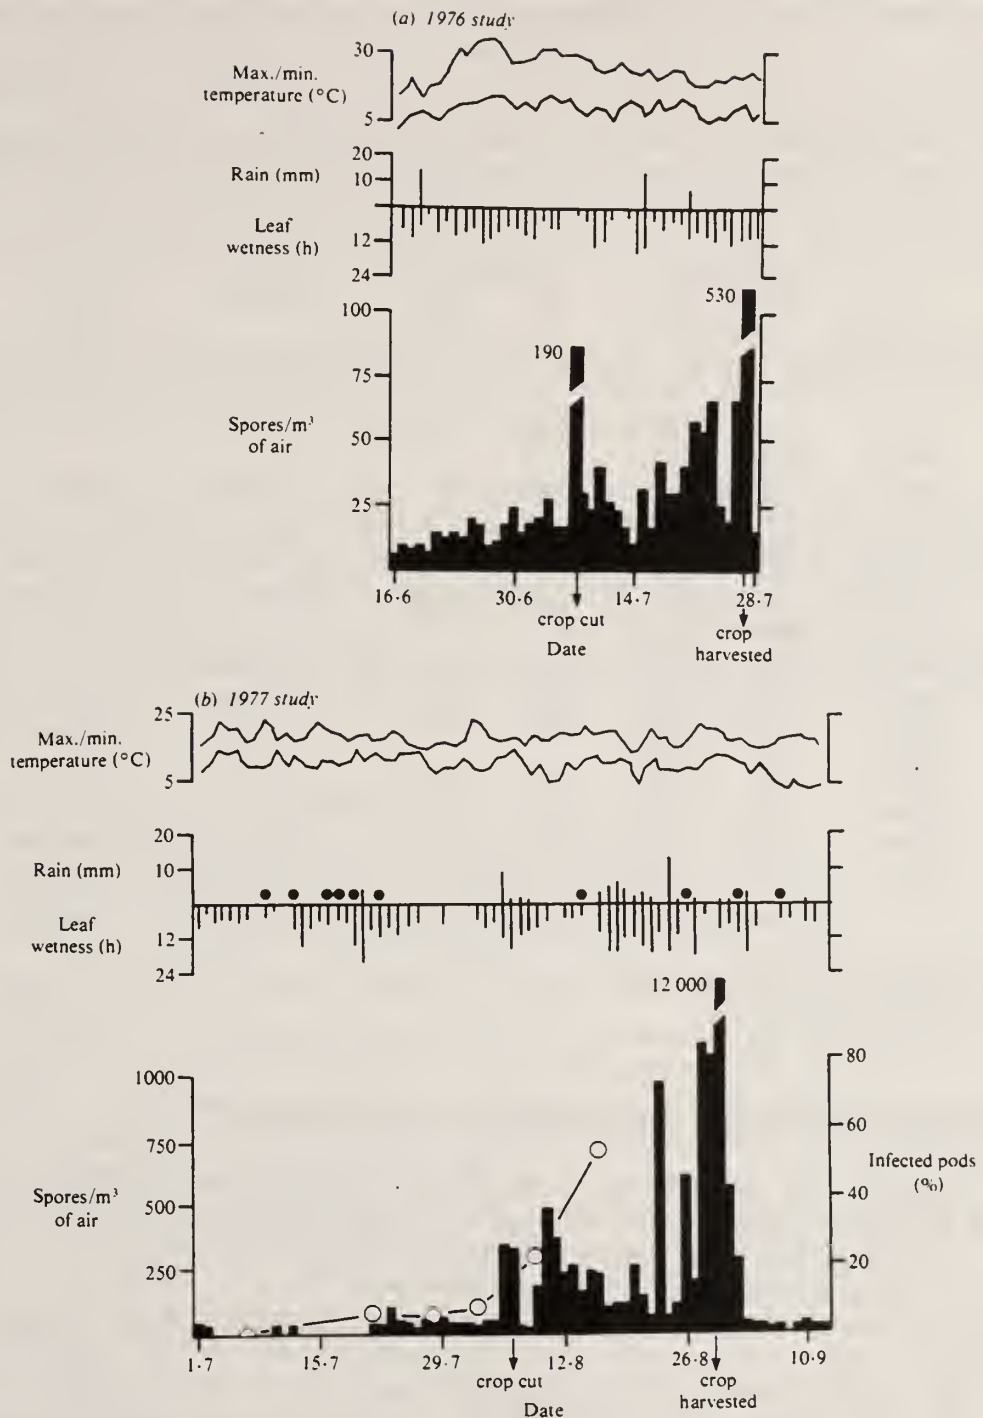 (a) 1976 study
30
Max./min.
temperature (°C)
5
20
Rain (mm)
10
Leaf
wetness (h)
12
24
530
100
190
75
Spores/m³
of air
50
25
16·6
30·6
14·7
28·7
crop cut
crop
harvested
Date
(b) 1977 study
25
Max./min.
temperature (°C)
5
20
Rain (mm)
10
Leaf
wetness (h)
12
24
12 000
1000
80
750
60
Spores/m³
of air
Infected pods
(%)
500
40
250
20
1·7
15·7
29·7
12·8
26·8
10·9
crop cut
crop
harvested
Date